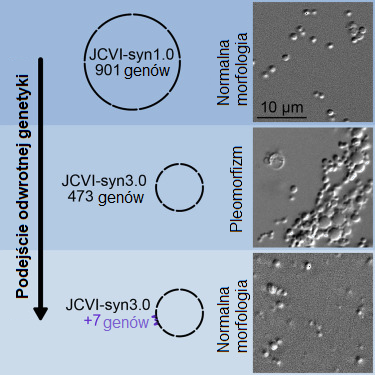 Podejście odwrotnej genetyki
JCVI-syn1.0
901 genów
Normalna
morfologia
10 µm
JCVI-syn3.0
473 genów
Pleomorfizm
JCVI-syn3.0
+7 genów
Normalna
morfologia